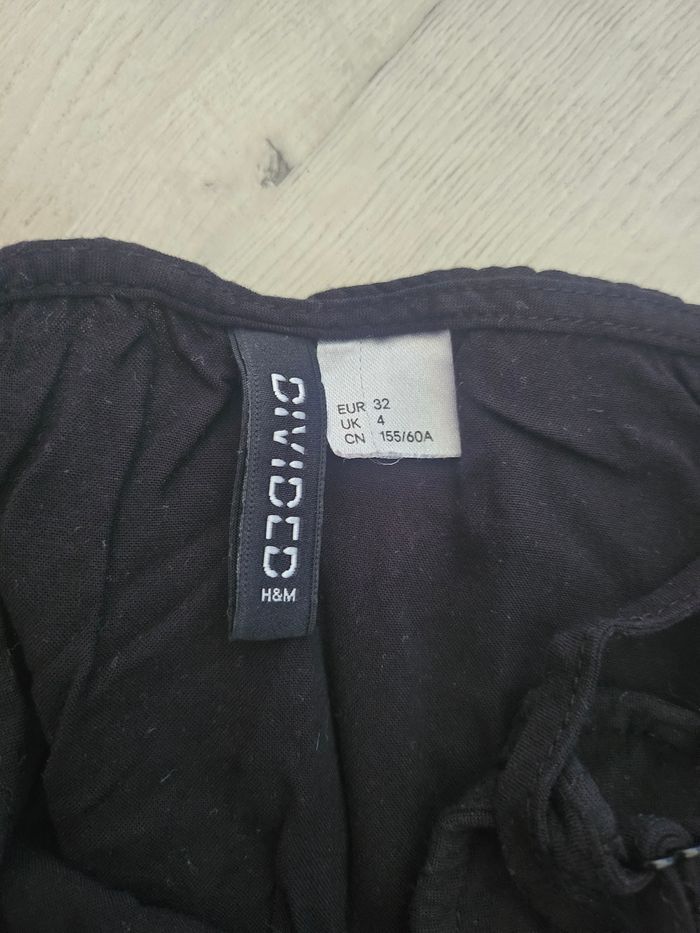 DIVIDED
H&M
EUR 32
UK 4
CN 155/60A